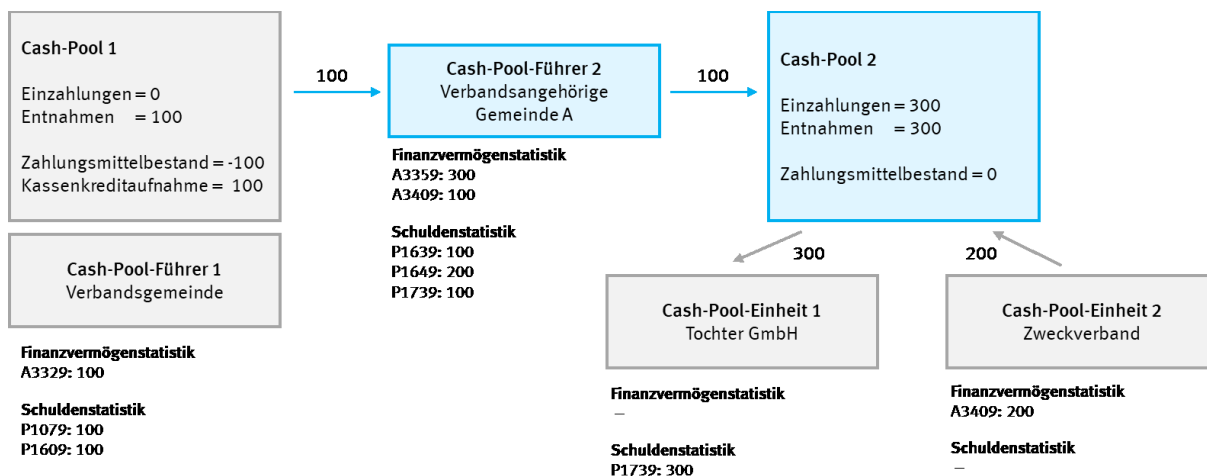 Cash-Pool 1
Einzahlungen = 0
Entnahmen = 100
Zahlungsmittelbestand = -100
Kassenkreditaufnahme = 100
Cash-Pool-Führer 1
Verbandsgemeinde
Finanzvermögenstatistik
A3329: 100
Schuldenstatistik
P1079: 100
P1609: 100
100
Cash-Pool-Führer 2
Verbandsangehörige
Gemeinde A
Finanzvermögenstatistik
A3359: 300
A3409: 100
Schuldenstatistik
P1639: 100
P1649: 200
P1739: 100
100
Cash-Pool 2
Einzahlungen = 300
Entnahmen = 300
Zahlungsmittelbestand = 0
300
200
Cash-Pool-Einheit 1
Tochter GmbH
Finanzvermögenstatistik
–
Schuldenstatistik
P1739: 300
Cash-Pool-Einheit 2
Zweckverband
Finanzvermögenstatistik
A3409: 200
Schuldenstatistik
–